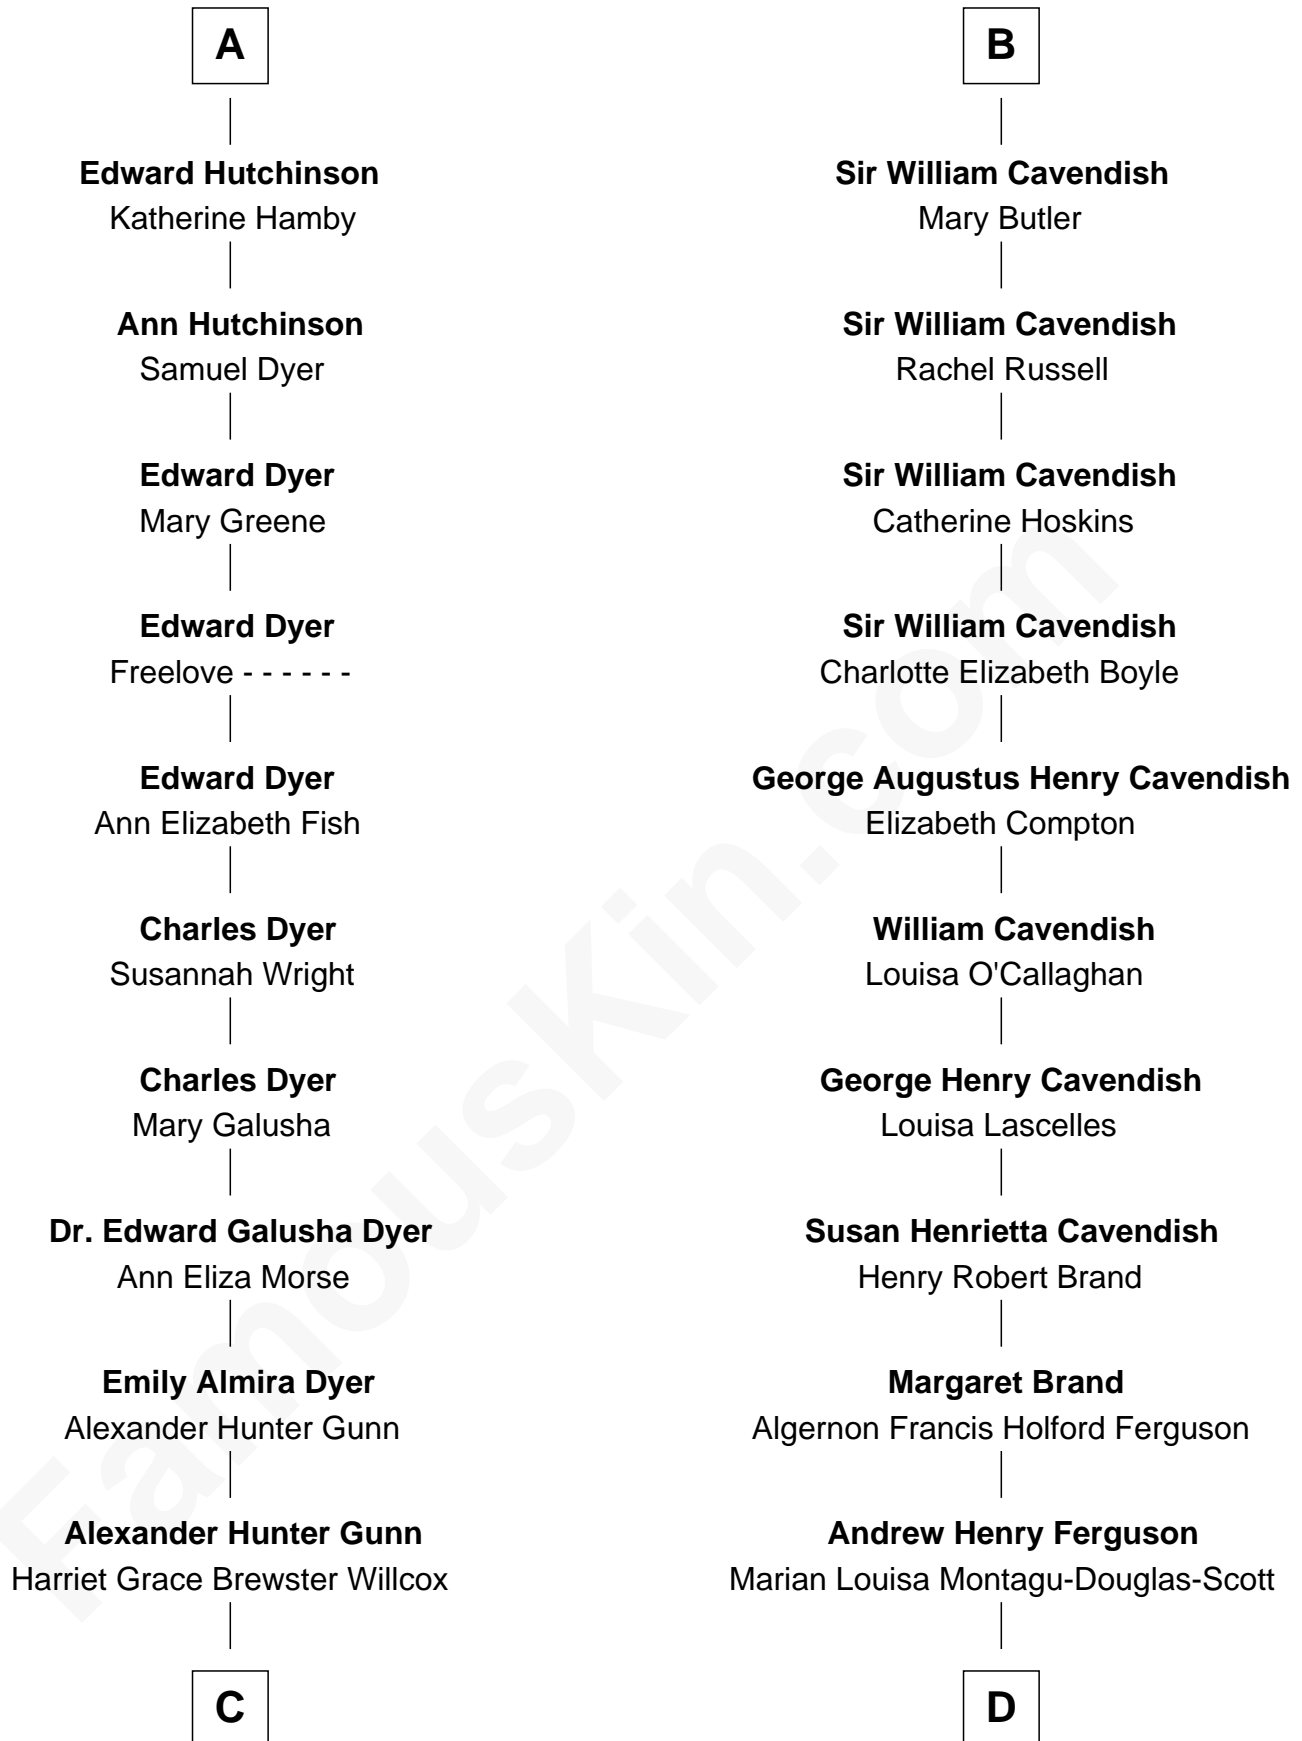 A
B
Edward Hutchinson
Katherine Hamby
Sir William Cavendish
Mary Butler
Ann Hutchinson
Samuel Dyer
Sir William Cavendish
Rachel Russell
Edward Dyer
Mary Greene
Sir William Cavendish
Catherine Hoskins
Edward Dyer
Freelove - - - - - -
Sir William Cavendish
Charlotte Elizabeth Boyle
Edward Dyer
Ann Elizabeth Fish
George Augustus Henry Cavendish
Elizabeth Compton
Charles Dyer
Susannah Wright
William Cavendish
Louisa O'Callaghan
Charles Dyer
Mary Galusha
George Henry Cavendish
Louisa Lascelles
Dr. Edward Galusha Dyer
Ann Eliza Morse
Susan Henrietta Cavendish
Henry Robert Brand
Emily Almira Dyer
Alexander Hunter Gunn
Margaret Brand
Algernon Francis Holford Ferguson
Alexander Hunter Gunn
Harriet Grace Brewster Willcox
Andrew Henry Ferguson
Marian Louisa Montagu-Douglas-Scott
C
D
FamousKin.com